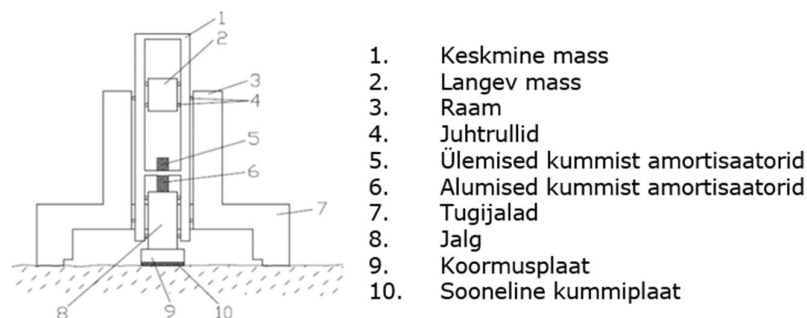 1
2
3
4
5
6
7
8
9
10
1. Keskmine mass
2. Langev mass
3. Raam
4. Juhtrullid
5. Ülemised kummist amortisaatorid
6. Alumised kummist amortisaatorid
7. Tugijalad
8. Jalg
9. Koormusplaat
10. Sooneline kummiplaat